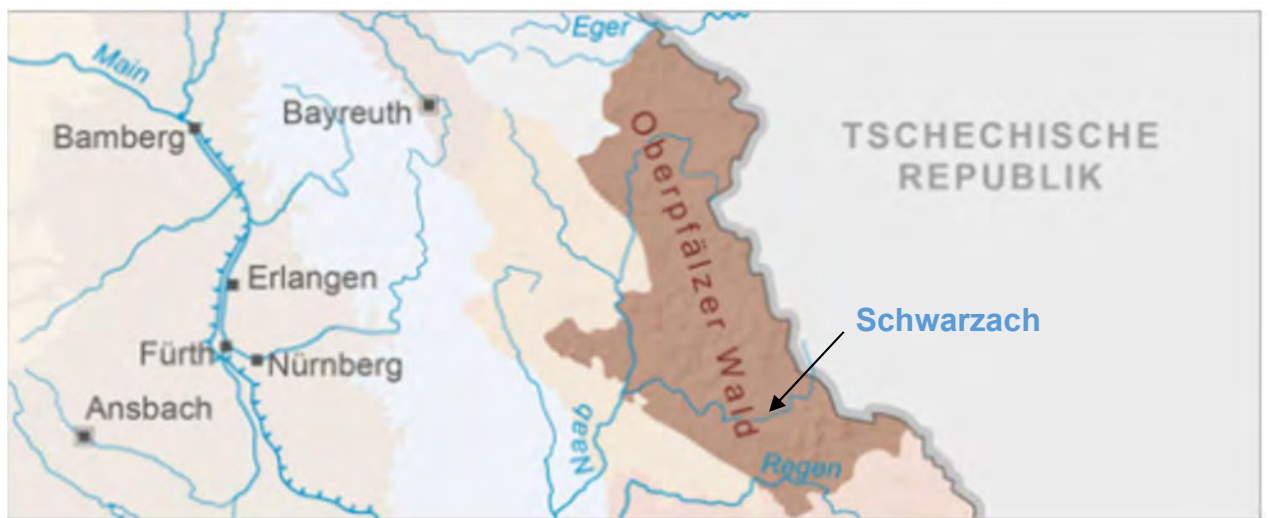 Eger
Main
Bayreuth
Bamberg
TSCHECHISCHE
REPUBLIK
Oberpfälzer Wald
Erlangen
Schwarzach
Fürth
Nürnberg
Ansbach
Naab
Regen